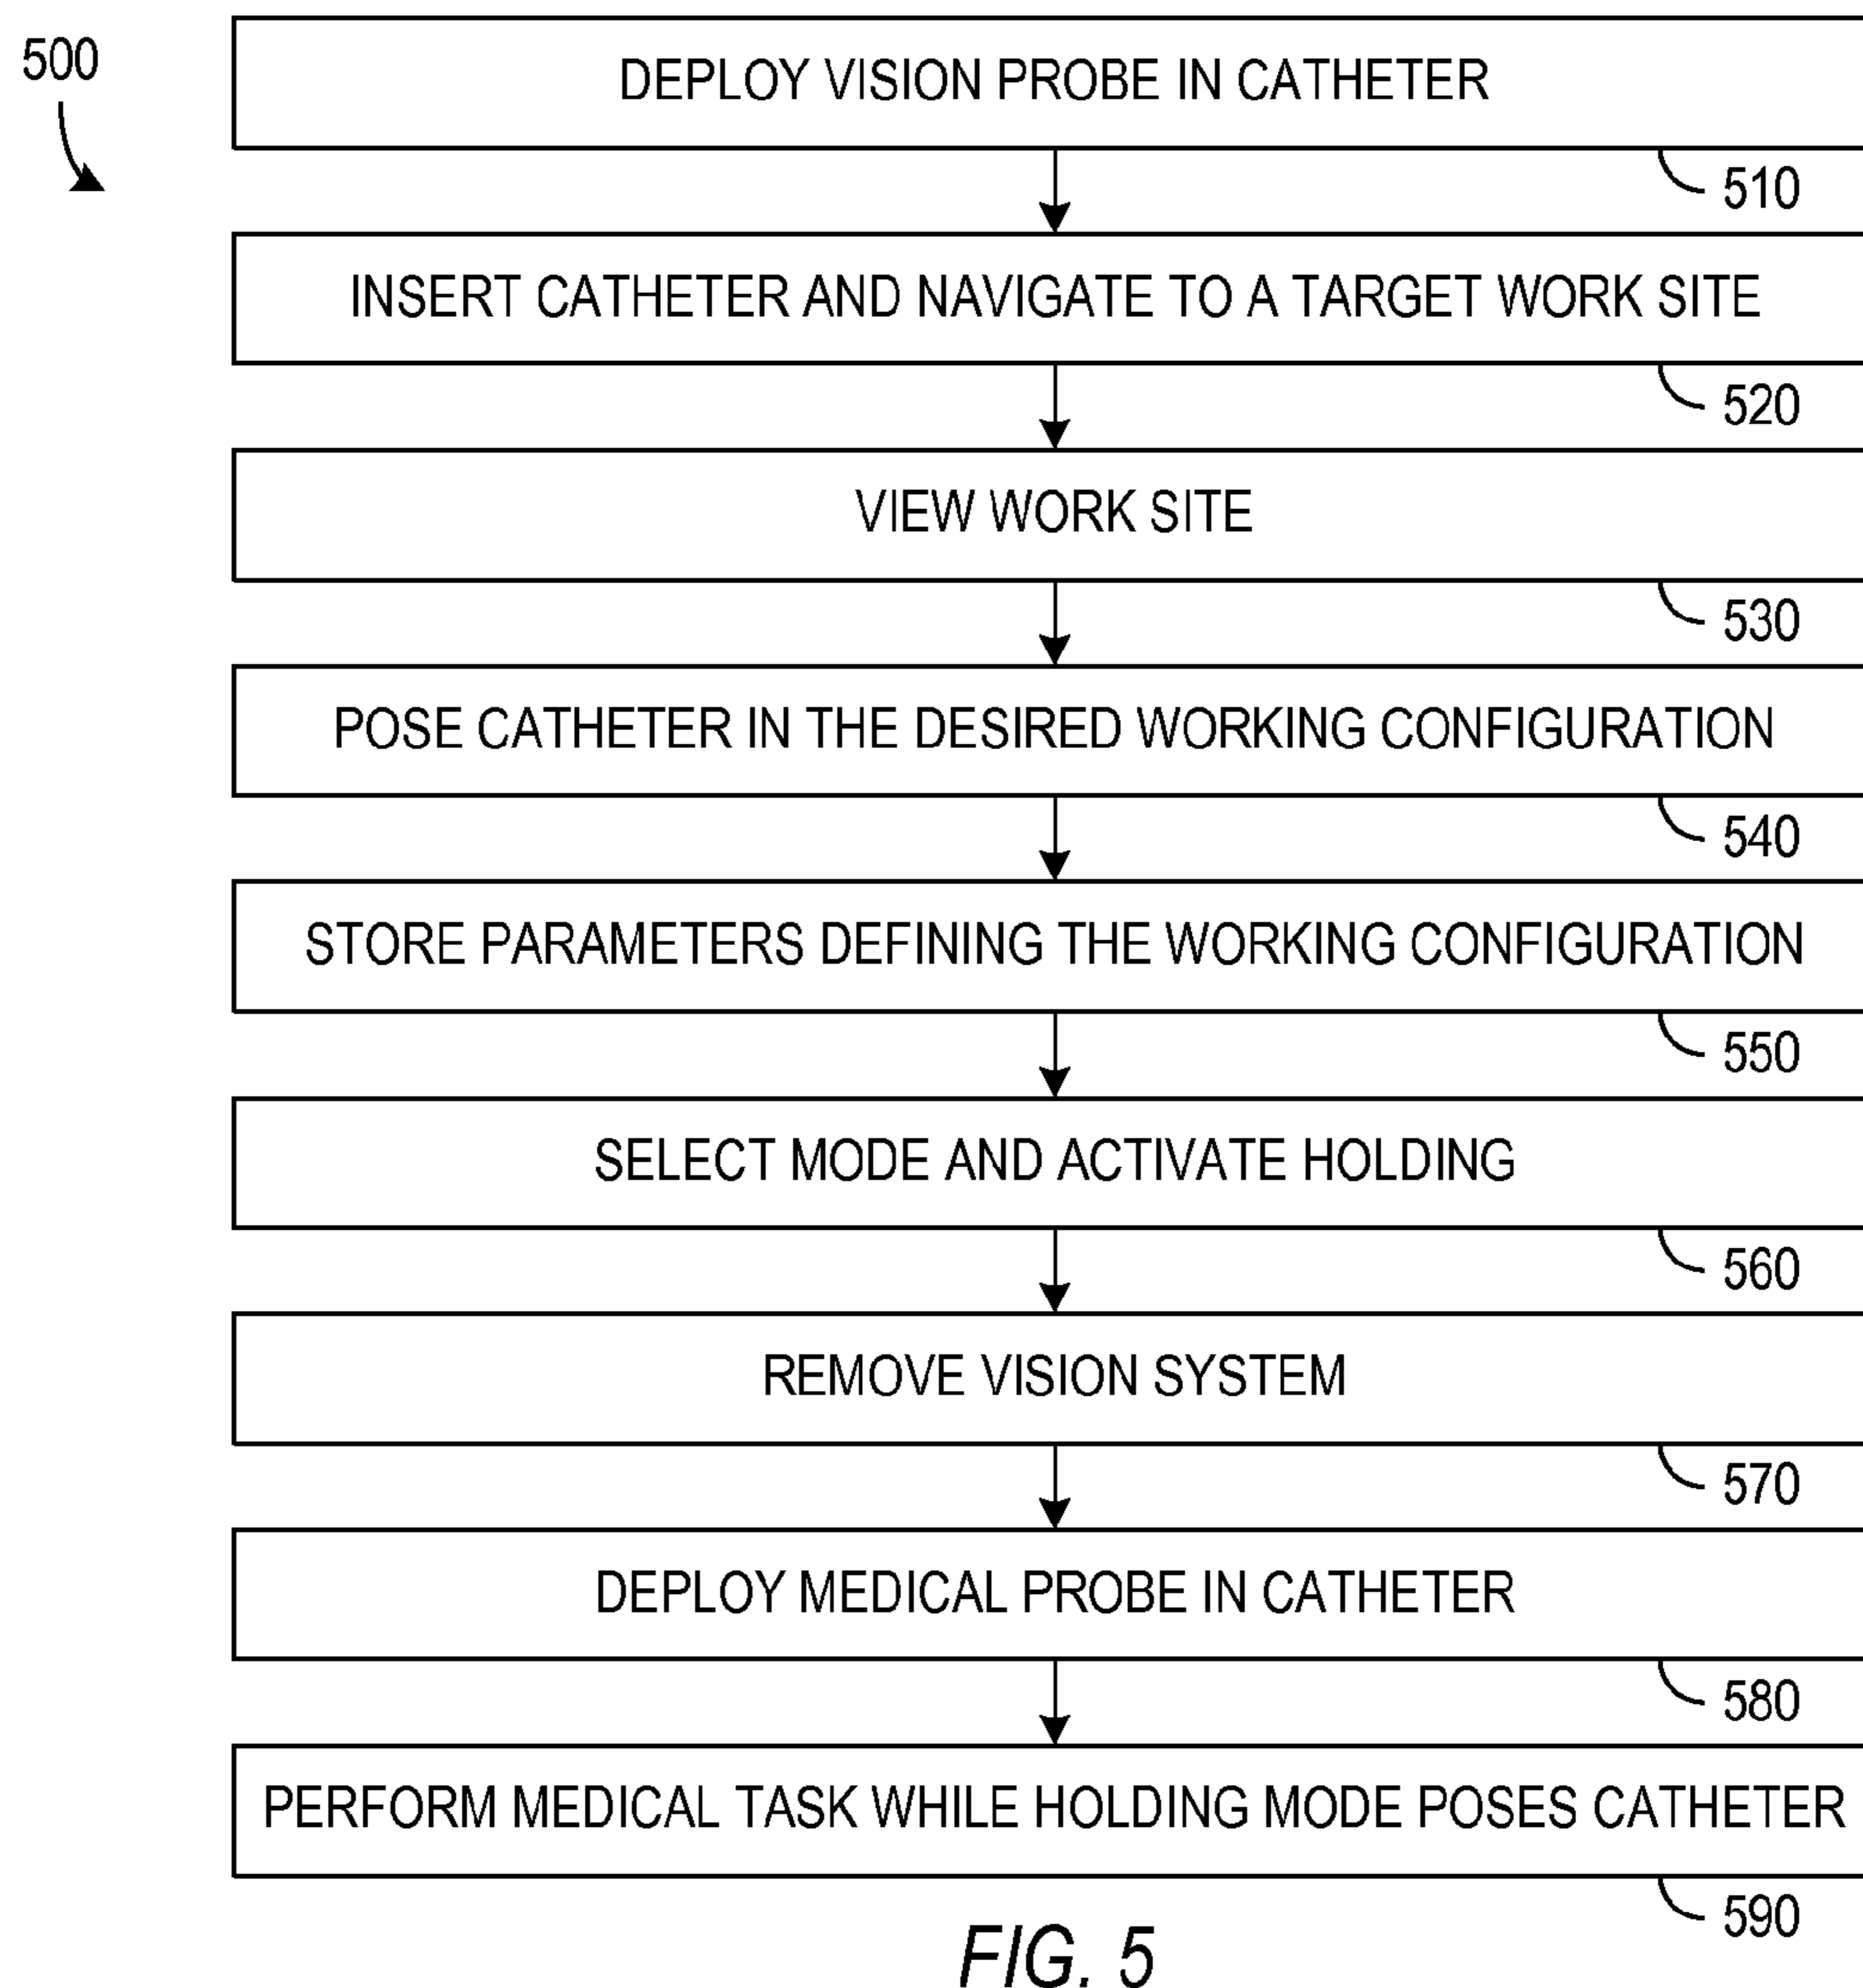 500
DEPLOY VISION PROBE IN CATHETER
510
INSERT CATHETER AND NAVIGATE TO A TARGET WORK SITE
520
VIEW WORK SITE
530
POSE CATHETER IN THE DESIRED WORKING CONFIGURATION
540
STORE PARAMETERS DEFINING THE WORKING CONFIGURATION
550
SELECT MODE AND ACTIVATE HOLDING
560
REMOVE VISION SYSTEM
570
DEPLOY MEDICAL PROBE IN CATHETER
580
PERFORM MEDICAL TASK WHILE HOLDING MODE POSES CATHETER
590
FIG. 5